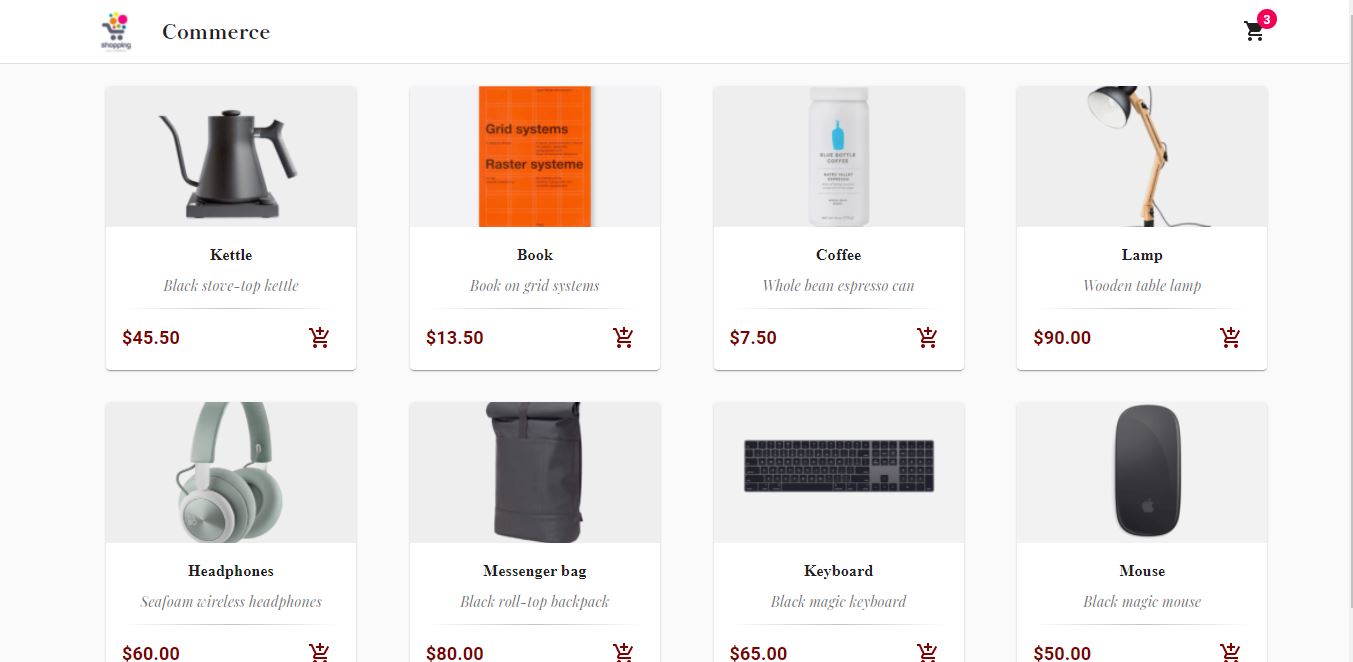 shopping
Commerce
3
Grid systems
Raster systeme
BLUE BOTTLE
COFFEE
Kettle
Book
Coffee
Lamp
Black stove-top kettle
Book on grid systems
Whole bean espresso can
Wooden table lamp
$45.50
$13.50
$7.50
$90.00
Headphones
Messenger bag
Keyboard
Mouse
Seafoam wireless headphones
Black roll-top backpack
Black magic keyboard
Black magic mouse
$60.00
$80.00
$65.00
$50.00